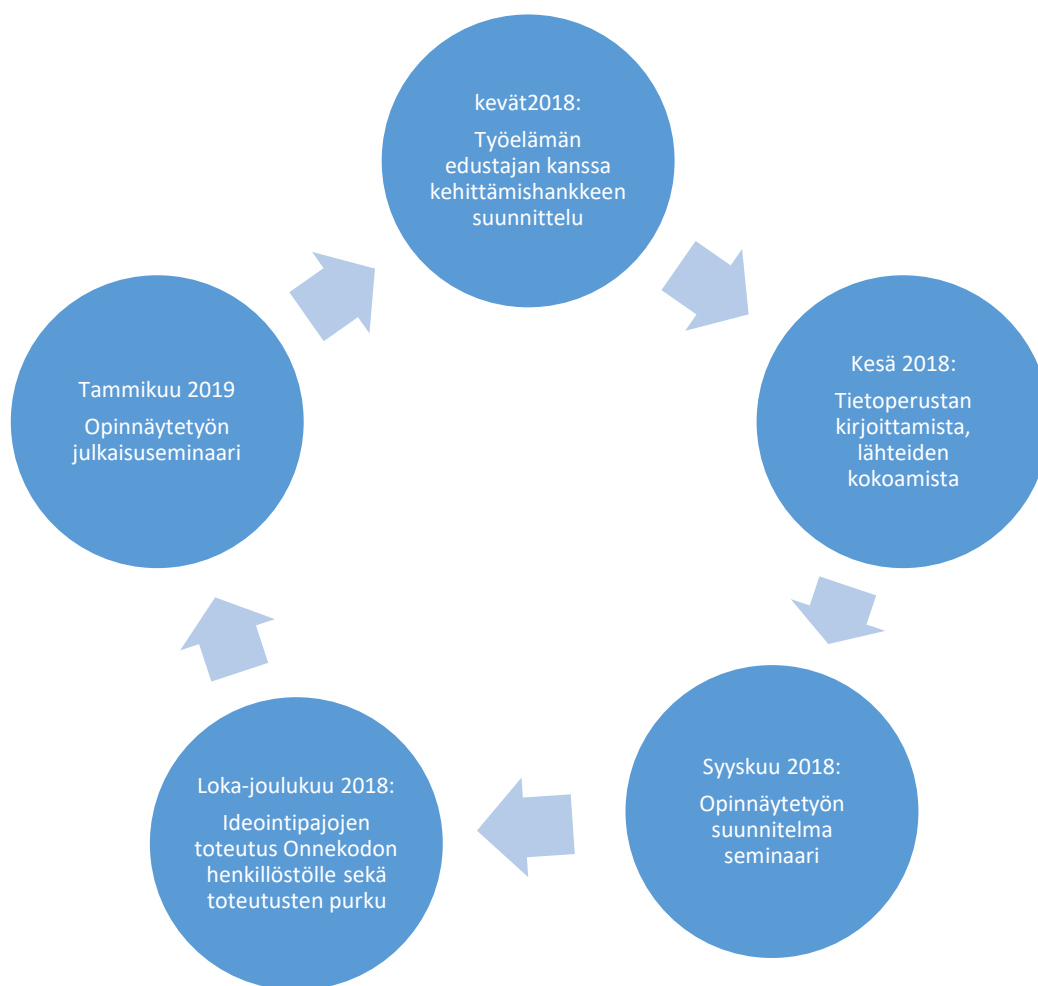 kevät2018:
Työelämän
edustajan kanssa
kehittämishankkeen
suunnittelu
Kesä 2018:
Tietoperustan
kirjoittamista,
lähteiden
kokoamista
Syyskuu 2018:
Opinnäytetyön
suunnitelma
seminaari
Loka-joulukuu 2018:
Ideointipajojen
toteutus Onnekodon
henkillöstölle sekä
toteutusten purku
Tammikuu 2019
Opinnäytetyön
julkaisuseminaari